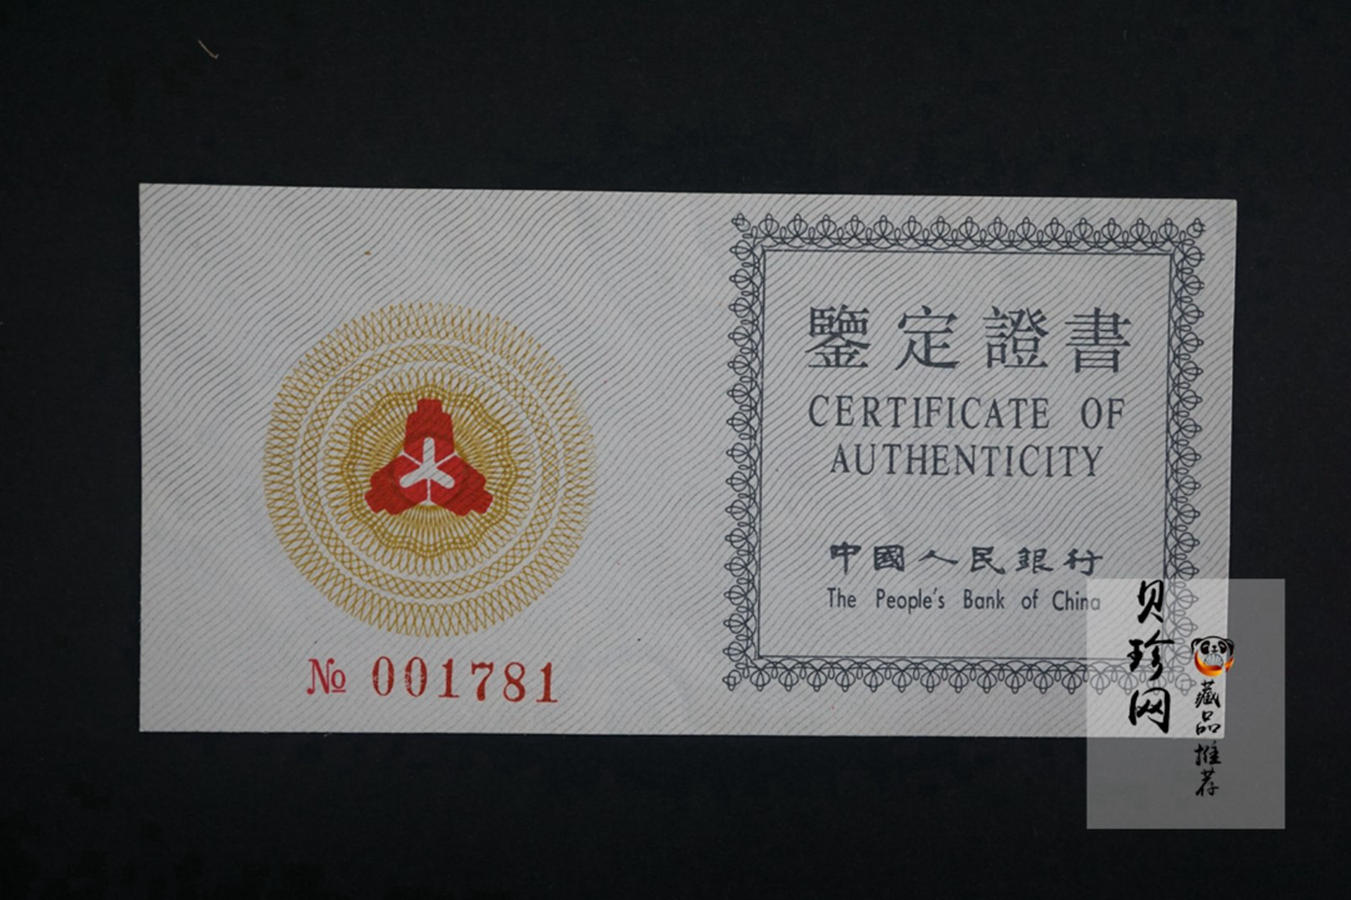 № 001781
鑒定證書
CERTIFICATE OF
AUTHENTICITY
中國人民銀行
The People's Bank of China
贝珍网
藏品推荐